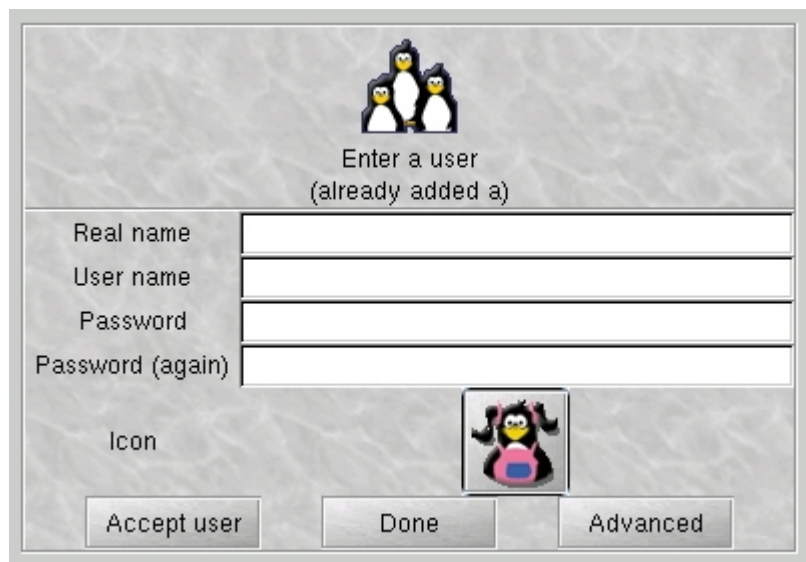 Enter a user
(already added a)
Real name
User name
Password
Password (again)
Icon
Accept user
Done
Advanced